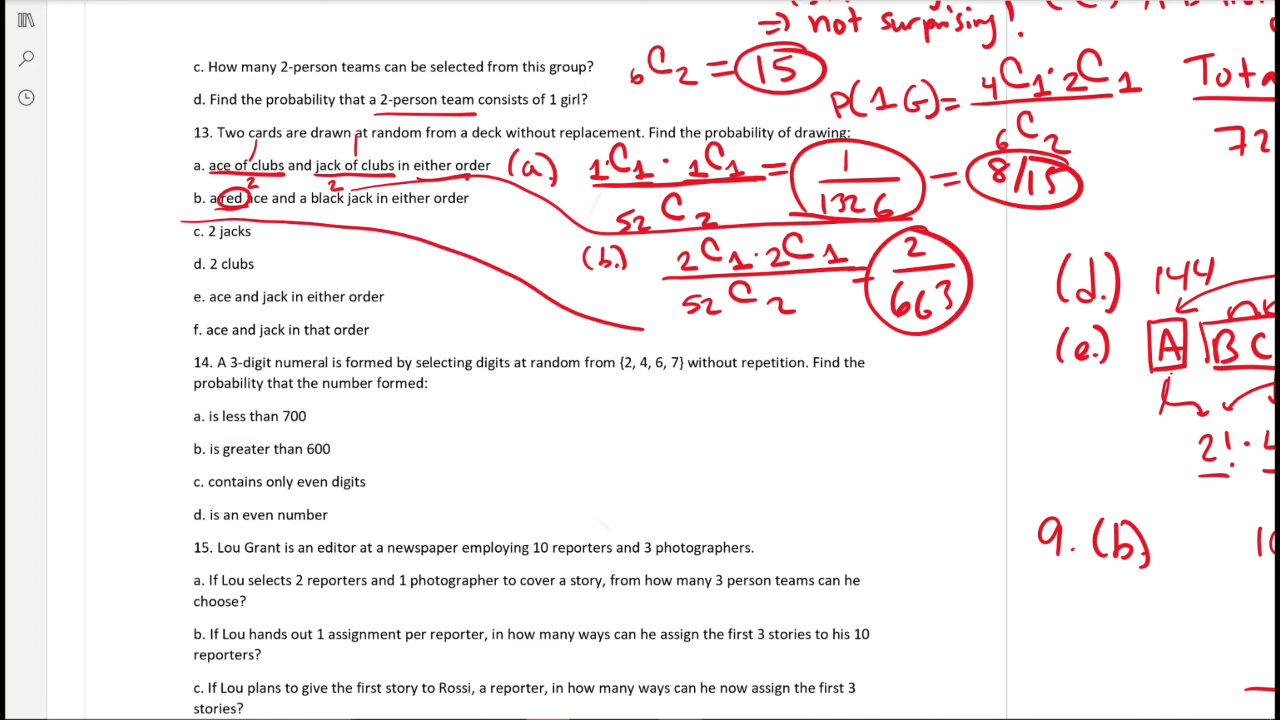 => not surprising!
c. How many 2-person teams can be selected from this group?
6C2 = 15
d. Find the probability that a 2-person team consists of 1 girl?
P(1G) = 4C1 · 2C1 / 6C2 = 8/15
13. Two cards are drawn at random from a deck without replacement. Find the probability of drawing:
1 1
a. ace of clubs and jack of clubs in either order
(a.) 1C1 · 1C1 / 52C2 = 1/1326
2 2
b. a red ace and a black jack in either order
(b.) 2C1 · 2C1 / 52C2 = 2/663
c. 2 jacks
d. 2 clubs
e. ace and jack in either order
f. ace and jack in that order
14. A 3-digit numeral is formed by selecting digits at random from {2, 4, 6, 7} without repetition. Find the
probability that the number formed:
a. is less than 700
b. is greater than 600
c. contains only even digits
d. is an even number
15. Lou Grant is an editor at a newspaper employing 10 reporters and 3 photographers.
a. If Lou selects 2 reporters and 1 photographer to cover a story, from how many 3 person teams can he
choose?
b. If Lou hands out 1 assignment per reporter, in how many ways can he assign the first 3 stories to his 10
reporters?
c. If Lou plans to give the first story to Rossi, a reporter, in how many ways can he now assign the first 3
stories?
Tota
72
(d.) 144
(e.) A B C
2! ·
9. (b)